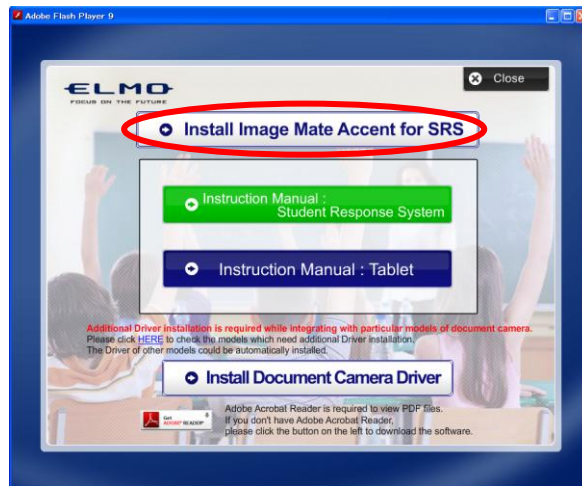 Adobe Flash Player 9
Close
ELMO
FOCUS ON THE FUTURE
Install Image Mate Accent for SRS
Instruction Manual :
Student Response System
Instruction Manual : Tablet
Additional Driver installation is required while integrating with particular models of document camera.
Please click HERE to check the models which need additional Driver installation.
The Driver of other models could be automatically installed.
Install Document Camera Driver
Get
ADOBE® READER®
Adobe Acrobat Reader is required to view PDF files.
If you don't have Adobe Acrobat Reader,
please click the button on the left to download the software.